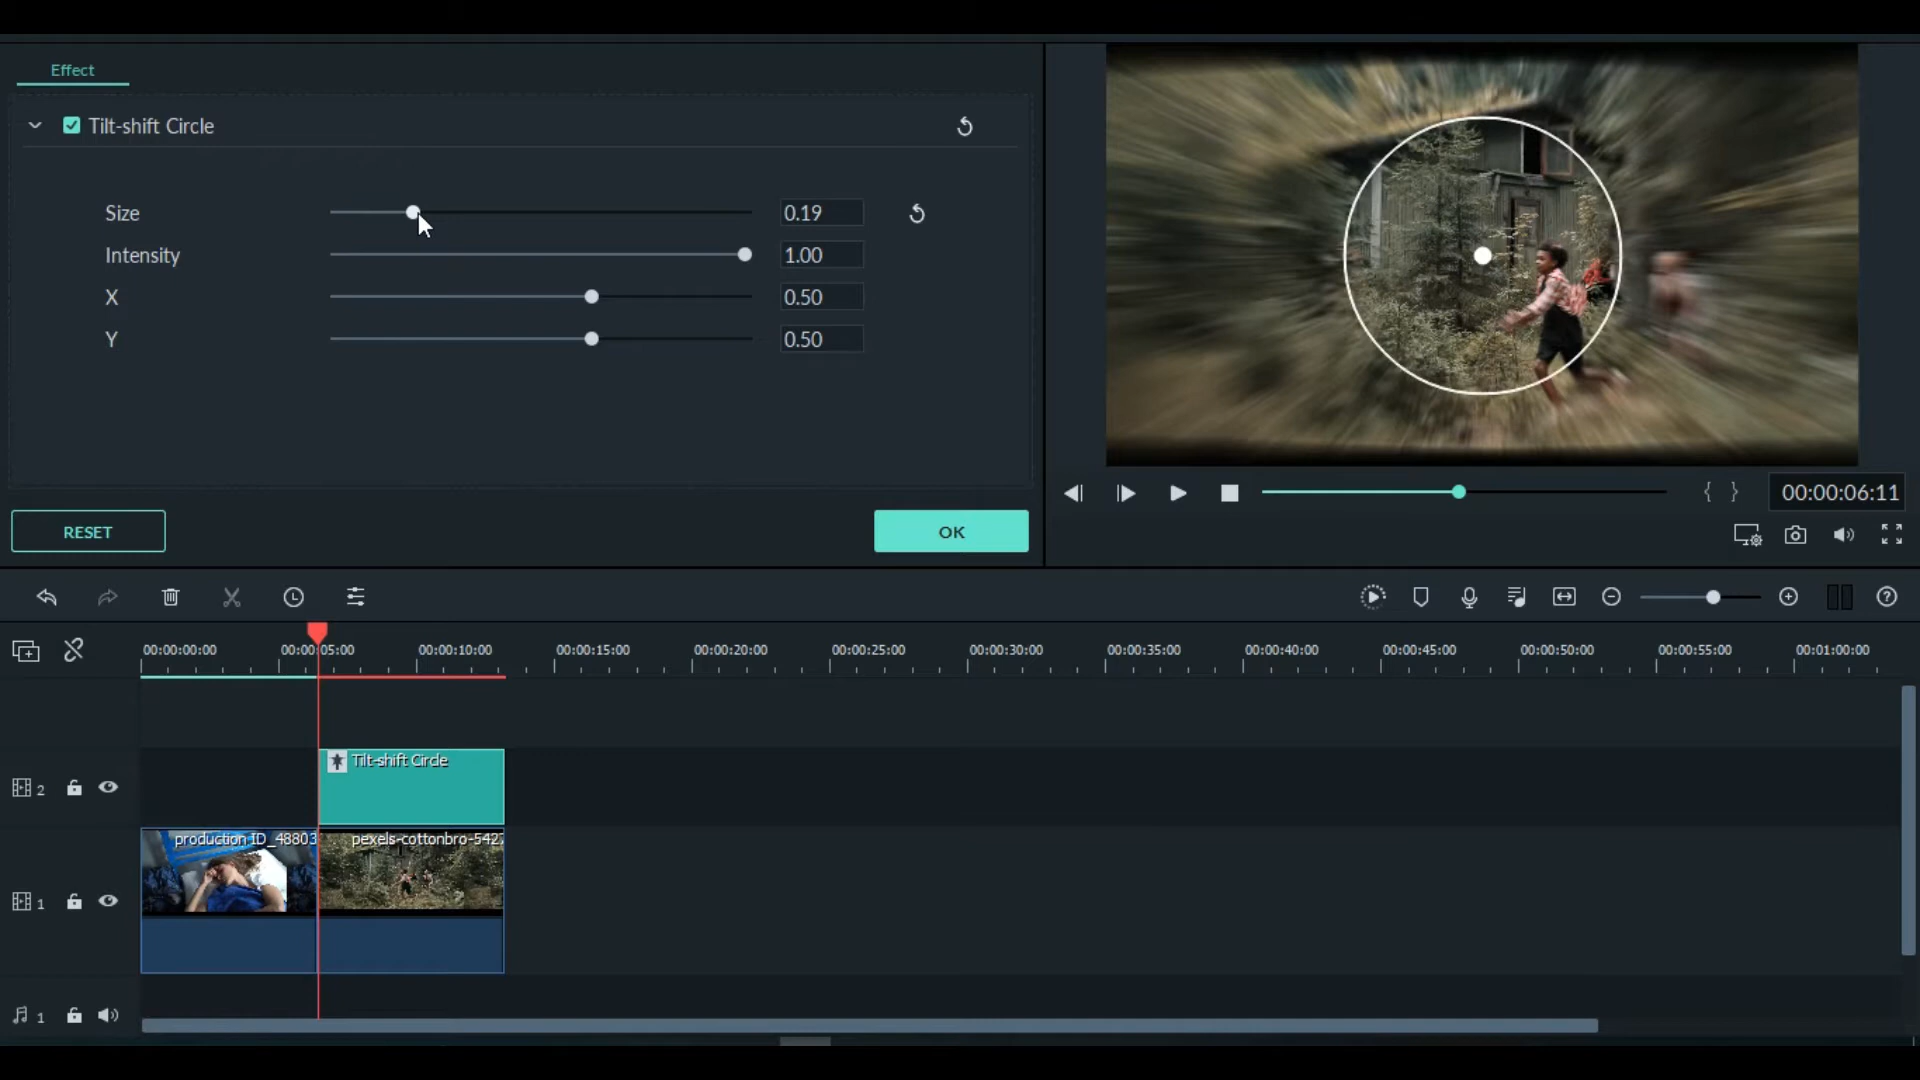 Effect
Tilt-shift Circle
Size 0.19
Intensity 1.00
X 0.50
Y 0.50
RESET
OK
{ } 00:00:06:11
00:00:00:00 00:00:05:00 00:00:10:00 00:00:15:00 00:00:20:00 00:00:25:00 00:00:30:00 00:00:35:00 00:00:40:00 00:00:45:00 00:00:50:00 00:00:55:00 00:01:00:00
Tilt-shift Circle
2
production ID_48803 pexels-cottonbro-542
1
1